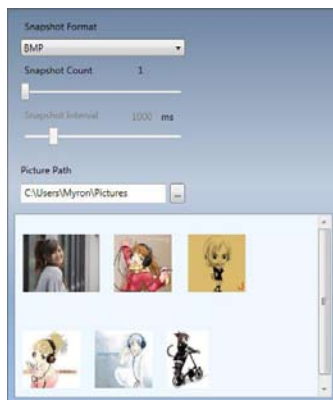 Snapshot Format
BMP
Snapshot Count 1
Snapshot Interval 1000 ms
Picture Path
C:\Users\Myron\Pictures
...